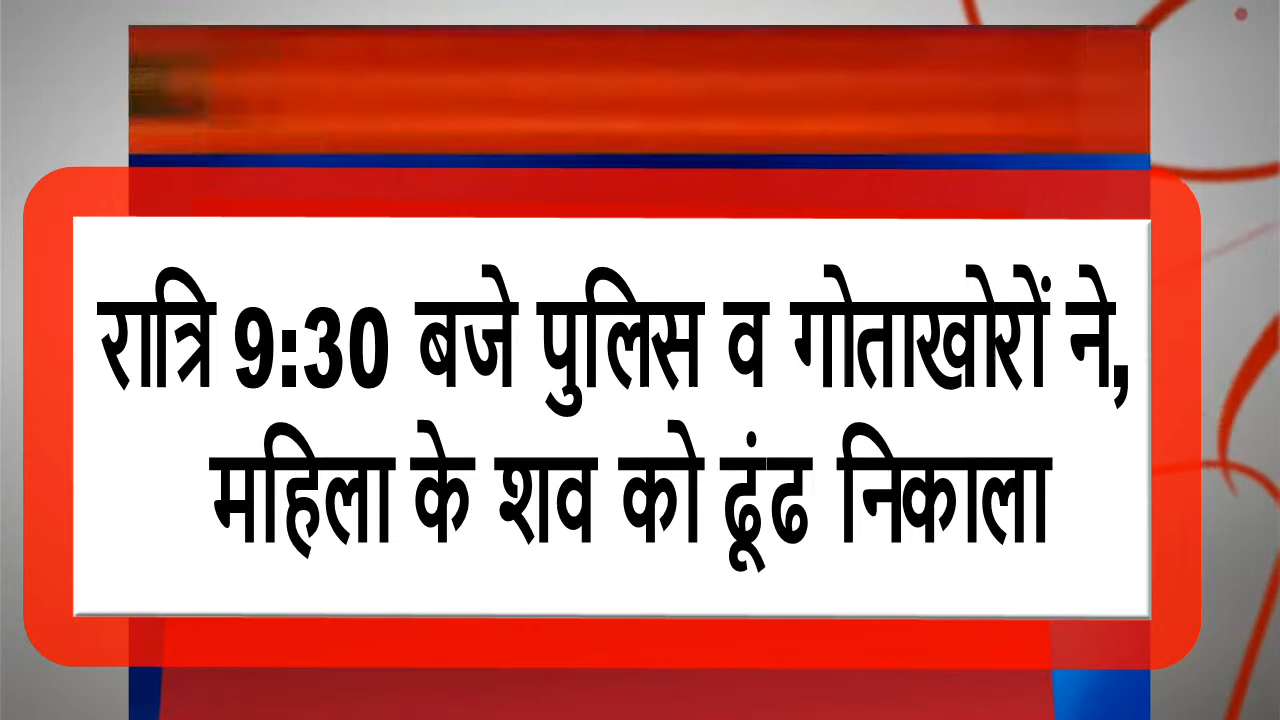 रात्रि 9:30 बजे पुलिस व गोताखोरों ने,
महिला के शव को ढूंढ निकाला